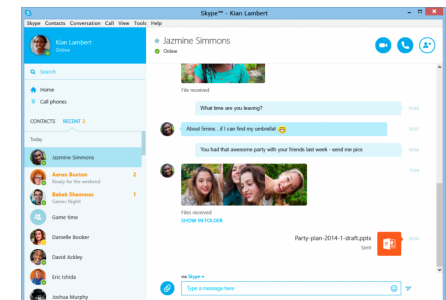 Skype™ - Kian Lambert
Skype Contacts Conversation Call View Tools Help
Kian Lambert
Online
Search
Home
Call phones
CONTACTS RECENT 3
Today
Jazmine Simmons
Aaron Buxton 2
Ready for the weekend
Babak Shammas 1
Games Night!
Game time
Danielle Booker
David Ackley
Eric Ishida
Joshua Murphy
Jazmine Simmons
Online
File received
What time are you leaving?
About 5mins...if I can find my umbrella!
You had that awesome party with your friends last week - send me pics
Files received
SHOW IN FOLDER
Party-plan-2014-1-draft.pptx
Sent
via Skype
Type a message here